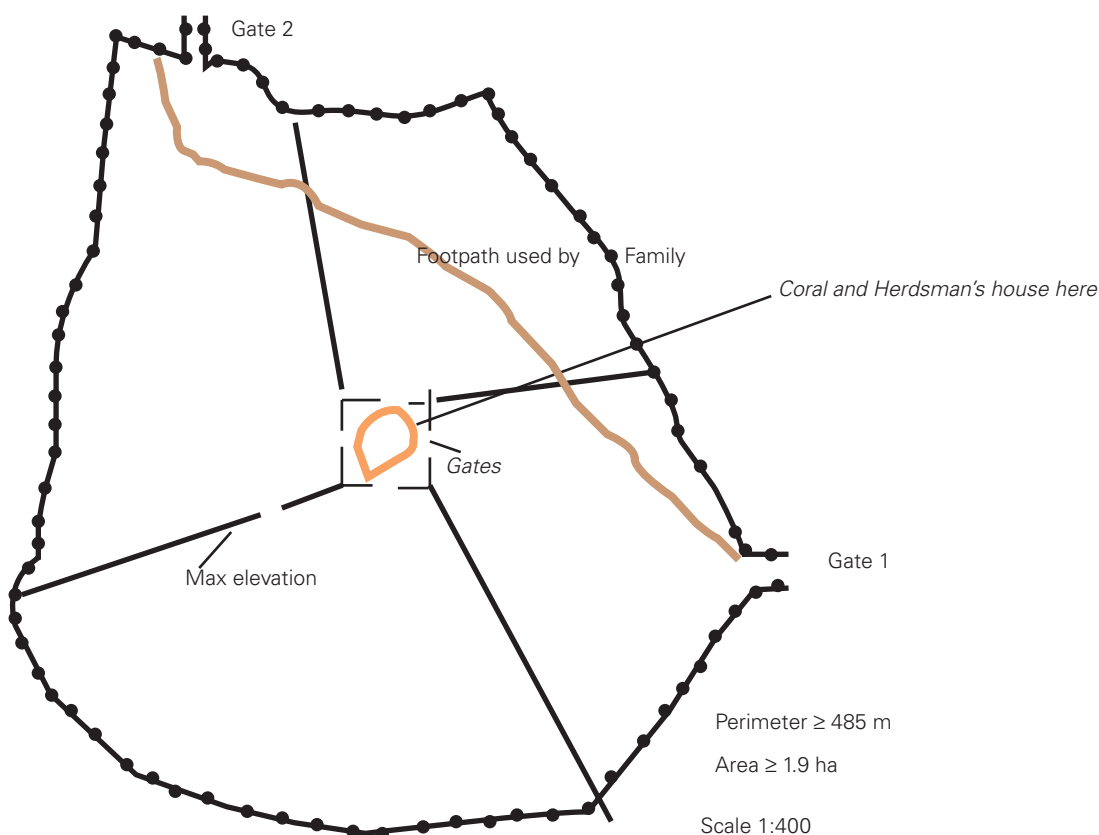 Gate 2
Footpath used by Family
Coral and Herdsman's house here
Gates
Max elevation
Gate 1
Perimeter ≥ 485 m
Area ≥ 1.9 ha
Scale 1:400